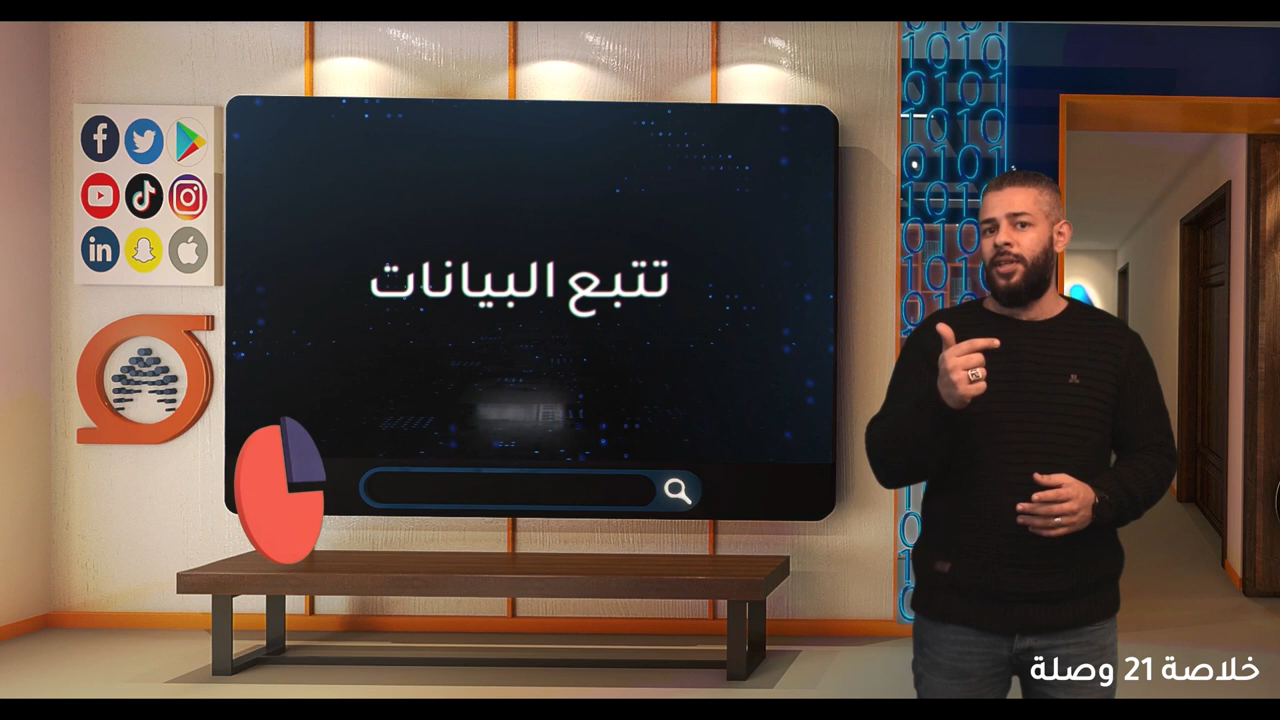 تتبع البيانات
خلاصة 21 وصلة